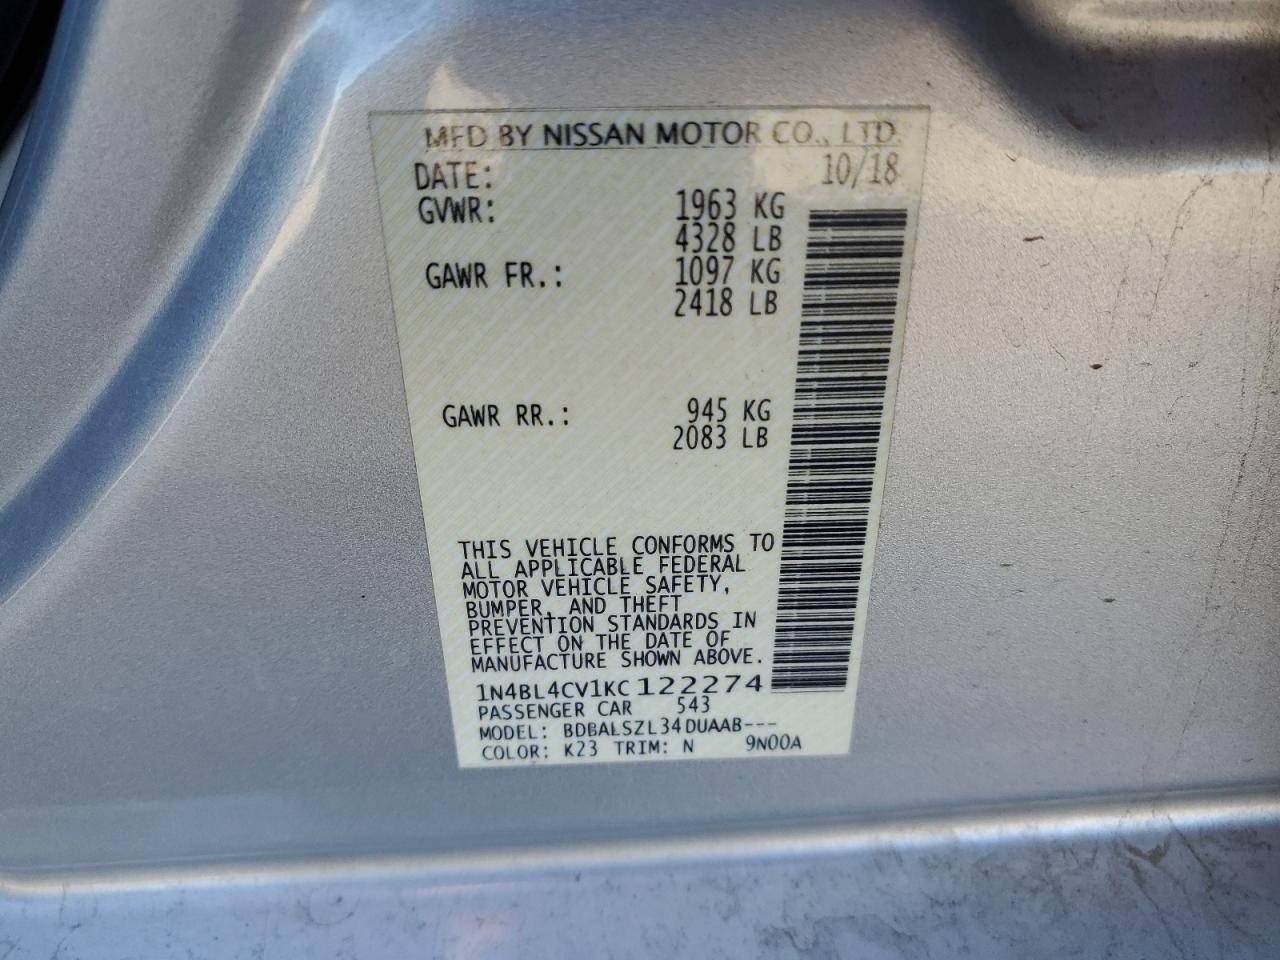 MFD BY NISSAN MOTOR CO., LTD.
DATE: 10/18
GVWR: 1963 KG
4328 LB
GAWR FR.: 1097 KG
2418 LB
GAWR RR.: 945 KG
2083 LB
THIS VEHICLE CONFORMS TO
ALL APPLICABLE FEDERAL
MOTOR VEHICLE SAFETY,
BUMPER, AND THEFT
PREVENTION STANDARDS IN
EFFECT ON THE DATE OF
MANUFACTURE SHOWN ABOVE.
1N4BL4CV1KC122274
PASSENGER CAR 543
MODEL: BDBALSZL34DUAAB---
COLOR: K23 TRIM: N 9N00A